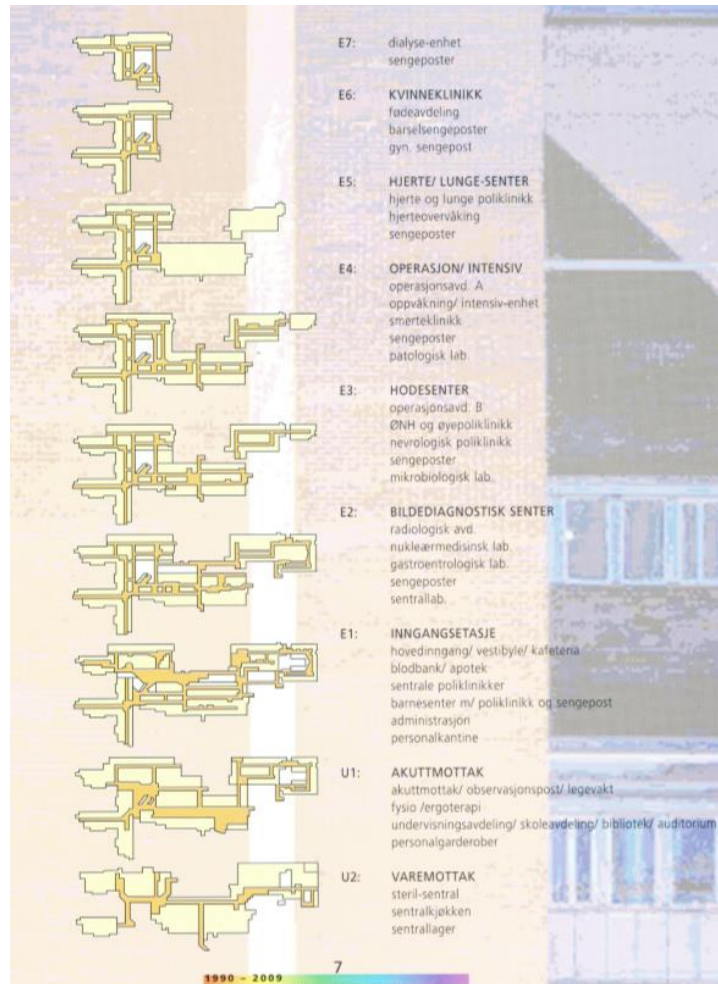 E7: dialyse-enhet
sengeposter
E6: KVINNEKLINIKK
fødeavdeling
barselsengeposter
gyn. sengepost
E5: HJERTE/ LUNGE-SENTER
hjerte og lunge poliklinikk
hjerteovervåking
sengeposter
E4: OPERASJON/ INTENSIV
operasjonsavd. A
oppvåkning/ intensiv-enhet
smerteklinikk
sengeposter
patologisk lab.
E3: HODESENTER
operasjonsavd. B
ØNH og øyepoliklinikk
nevrologisk poliklinikk
sengeposter
mikrobiologisk lab.
E2: BILDEDIAGNOSTISK SENTER
radiologisk avd.
nukleærmedisinsk lab.
gastroentrologisk lab.
sengeposter
sentrallab.
E1: INNGANGSETASJE
hovedinngang/ vestibyle/ kafeteria
blodbank/ apotek
sentrale poliklinikker
barnesenter m/ poliklinikk og sengepost
administrasjon
personalkantine
U1: AKUTTMOTTAK
akuttmottak/ observasjonspost/ legevakt
fysio /ergoterapi
undervisningsavdeling/ skoleavdeling/ bibliotek/ auditorium
personalgarderober
U2: VAREMOTTAK
steril-sentral
sentralkjøkken
sentrallager
7
1990 – 2009